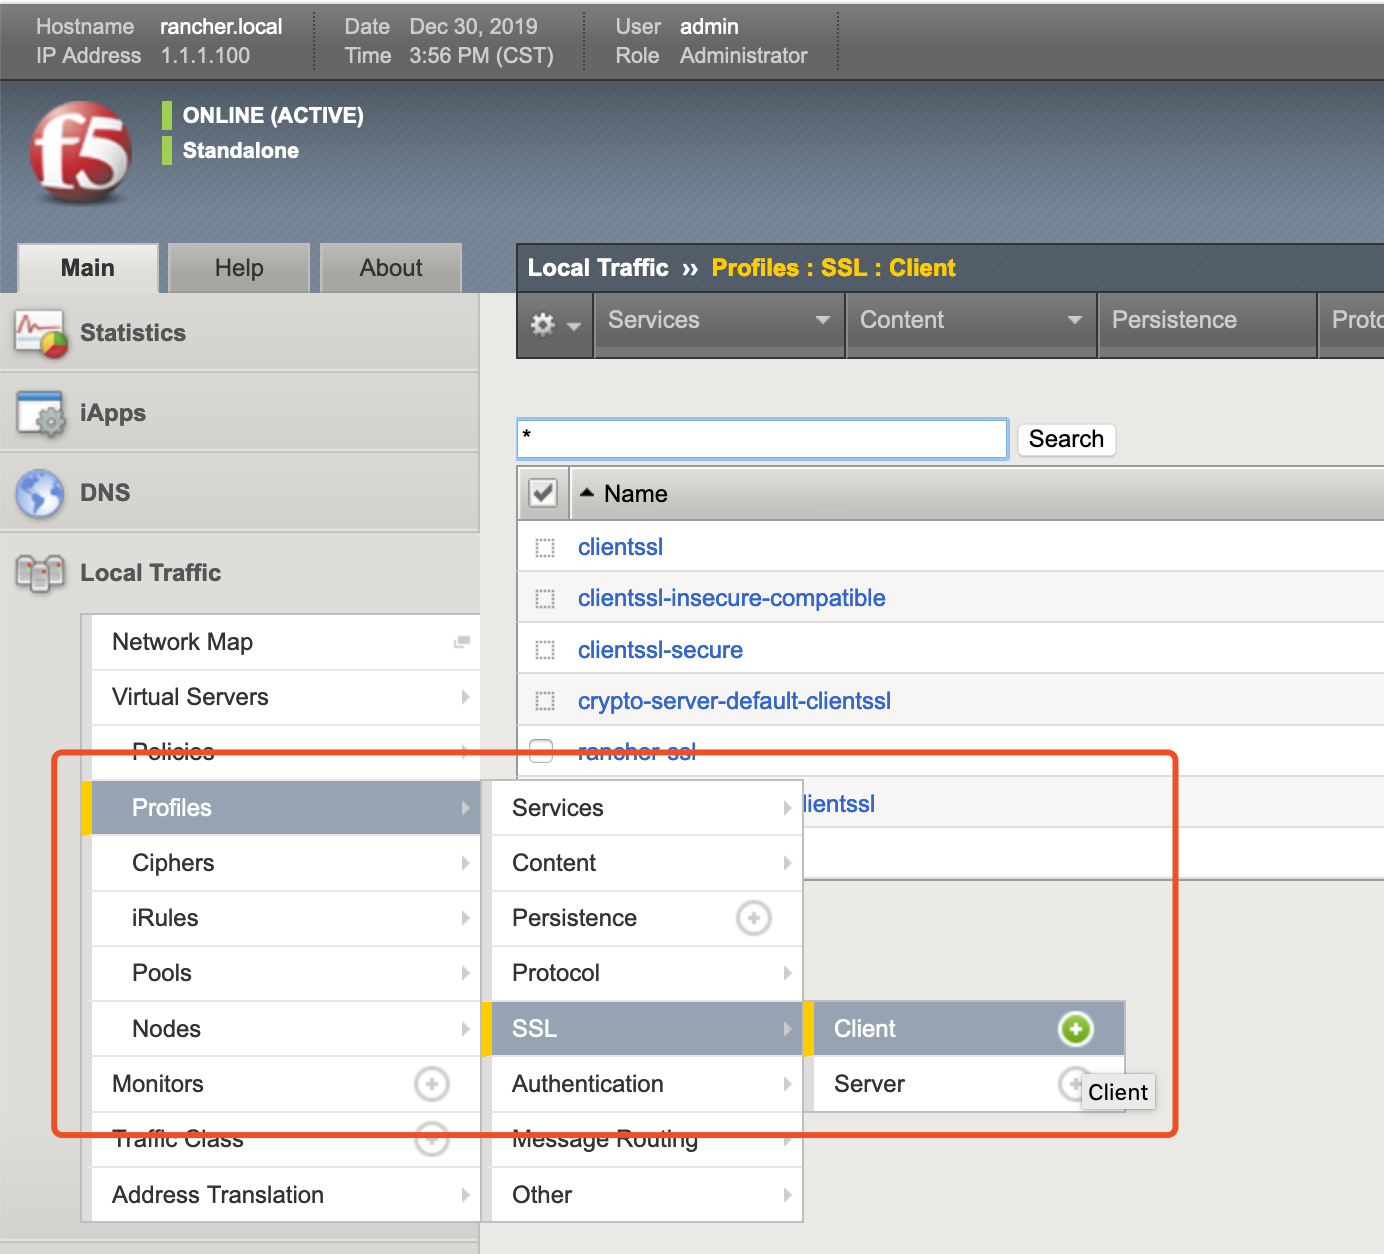 Hostname rancher.local Date Dec 30, 2019 User admin
IP Address 1.1.1.100 Time 3:56 PM (CST) Role Administrator
f5
ONLINE (ACTIVE)
Standalone
Main Help About
Local Traffic ›› Profiles : SSL : Client
Services Content Persistence Proto
Statistics
iApps
DNS
Local Traffic
*
Search
Name
clientssl
clientssl-insecure-compatible
clientssl-secure
crypto-server-default-clientssl
rancher-ssl
lientssl
Network Map
Virtual Servers
Policies
Profiles
Ciphers
iRules
Pools
Nodes
Monitors
Traffic Class
Address Translation
Services
Content
Persistence
Protocol
SSL
Authentication
Message Routing
Other
Client
Server
Client